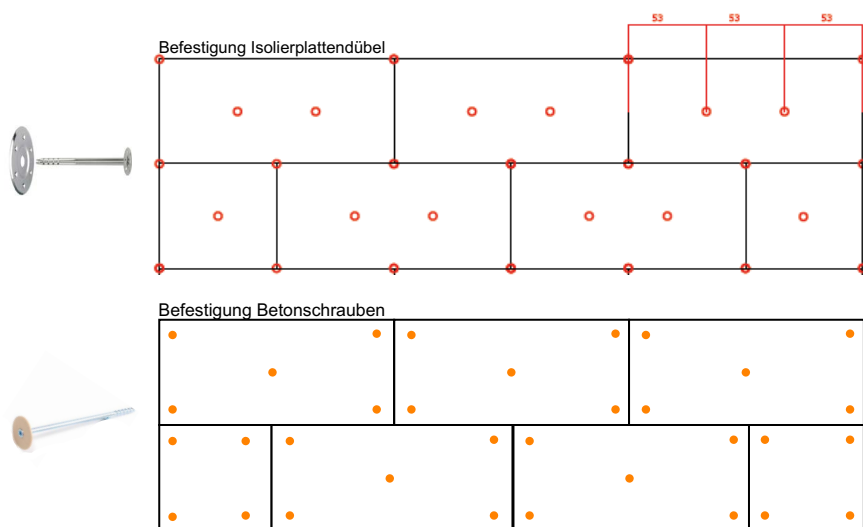 53 53 53
Befestigung Isolierplattendübel
Befestigung Betonschrauben